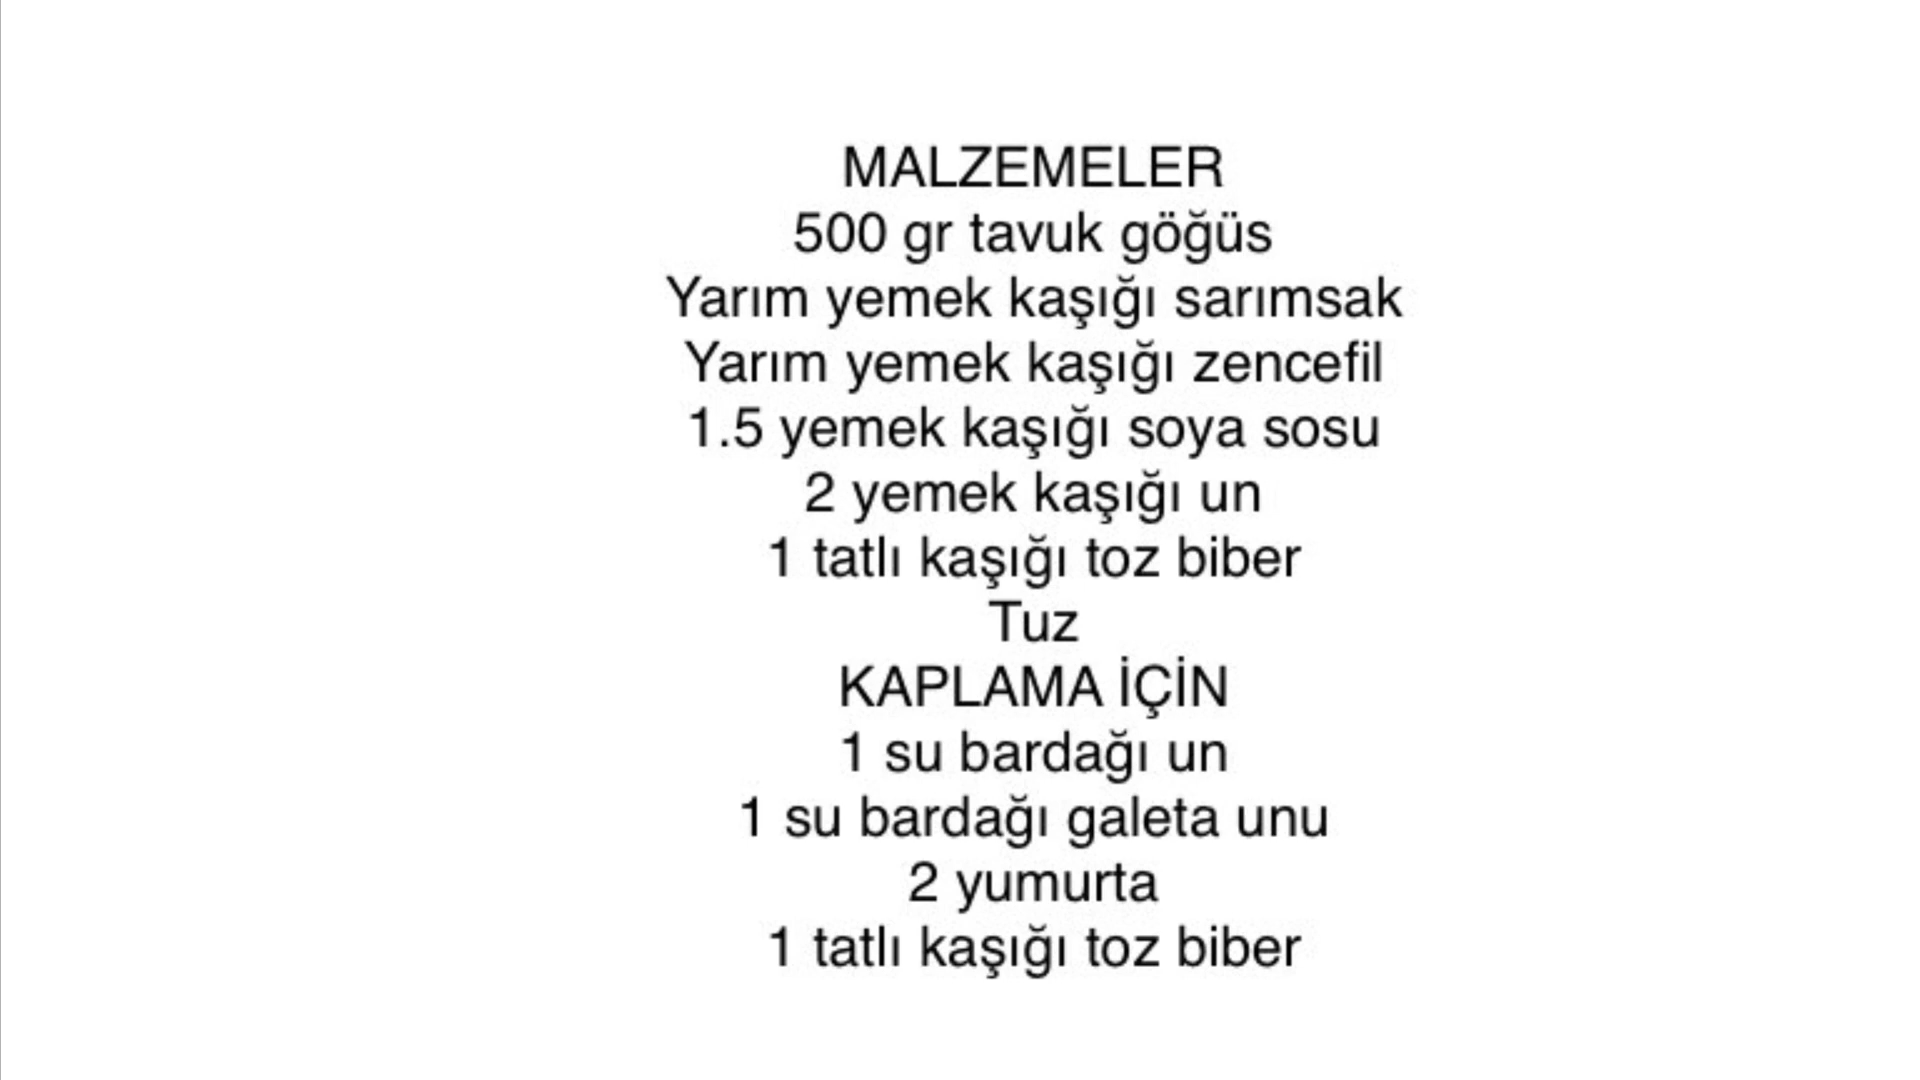 MALZEMELER
500 gr tavuk göğüs
Yarım yemek kaşığı sarımsak
Yarım yemek kaşığı zencefil
1.5 yemek kaşığı soya sosu
2 yemek kaşığı un
1 tatlı kaşığı toz biber
Tuz
KAPLAMA İÇİN
1 su bardağı un
1 su bardağı galeta unu
2 yumurta
1 tatlı kaşığı toz biber